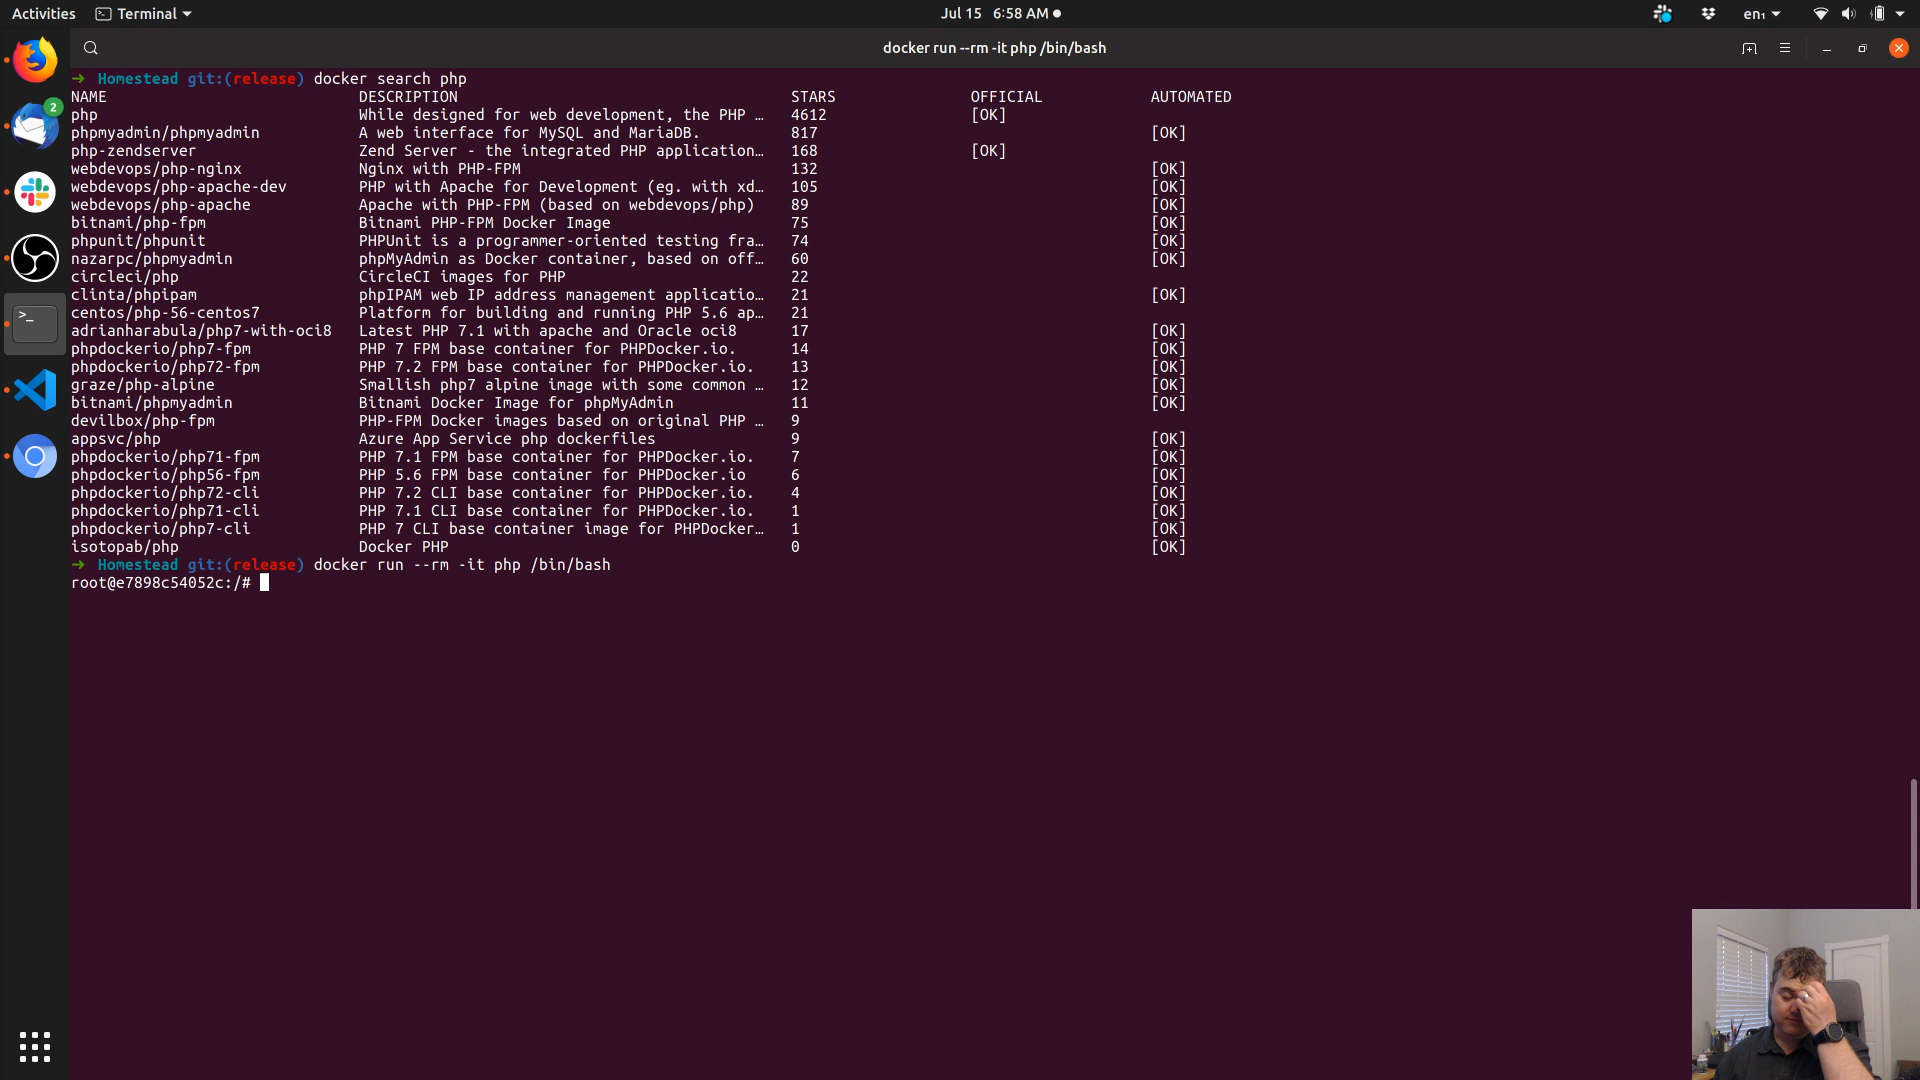 Activities Terminal Jul 15 6:58 AM en₁
docker run --rm -it php /bin/bash
2
→ Homestead git:(release) docker search php
NAME DESCRIPTION STARS OFFICIAL AUTOMATED
php While designed for web development, the PHP … 4612 [OK]
phpmyadmin/phpmyadmin A web interface for MySQL and MariaDB. 817 [OK]
php-zendserver Zend Server - the integrated PHP application… 168 [OK]
webdevops/php-nginx Nginx with PHP-FPM 132 [OK]
webdevops/php-apache-dev PHP with Apache for Development (eg. with xd… 105 [OK]
webdevops/php-apache Apache with PHP-FPM (based on webdevops/php) 89 [OK]
bitnami/php-fpm Bitnami PHP-FPM Docker Image 75 [OK]
phpunit/phpunit PHPUnit is a programmer-oriented testing fra… 74 [OK]
nazarpc/phpmyadmin phpMyAdmin as Docker container, based on off… 60 [OK]
circleci/php CircleCI images for PHP 22
clinta/phpipam phpIPAM web IP address management applicatio… 21 [OK]
centos/php-56-centos7 Platform for building and running PHP 5.6 ap… 21
adrianharabula/php7-with-oci8 Latest PHP 7.1 with apache and Oracle oci8 17 [OK]
phpdockerio/php7-fpm PHP 7 FPM base container for PHPDocker.io. 14 [OK]
phpdockerio/php72-fpm PHP 7.2 FPM base container for PHPDocker.io. 13 [OK]
graze/php-alpine Smallish php7 alpine image with some common … 12 [OK]
bitnami/phpmyadmin Bitnami Docker Image for phpMyAdmin 11 [OK]
devilbox/php-fpm PHP-FPM Docker images based on original PHP … 9
appsvc/php Azure App Service php dockerfiles 9 [OK]
phpdockerio/php71-fpm PHP 7.1 FPM base container for PHPDocker.io. 7 [OK]
phpdockerio/php56-fpm PHP 5.6 FPM base container for PHPDocker.io 6 [OK]
phpdockerio/php72-cli PHP 7.2 CLI base container for PHPDocker.io. 4 [OK]
phpdockerio/php71-cli PHP 7.1 CLI base container for PHPDocker.io. 1 [OK]
phpdockerio/php7-cli PHP 7 CLI base container image for PHPDocker… 1 [OK]
isotopab/php Docker PHP 0 [OK]
→ Homestead git:(release) docker run --rm -it php /bin/bash
root@e7898c54052c:/#